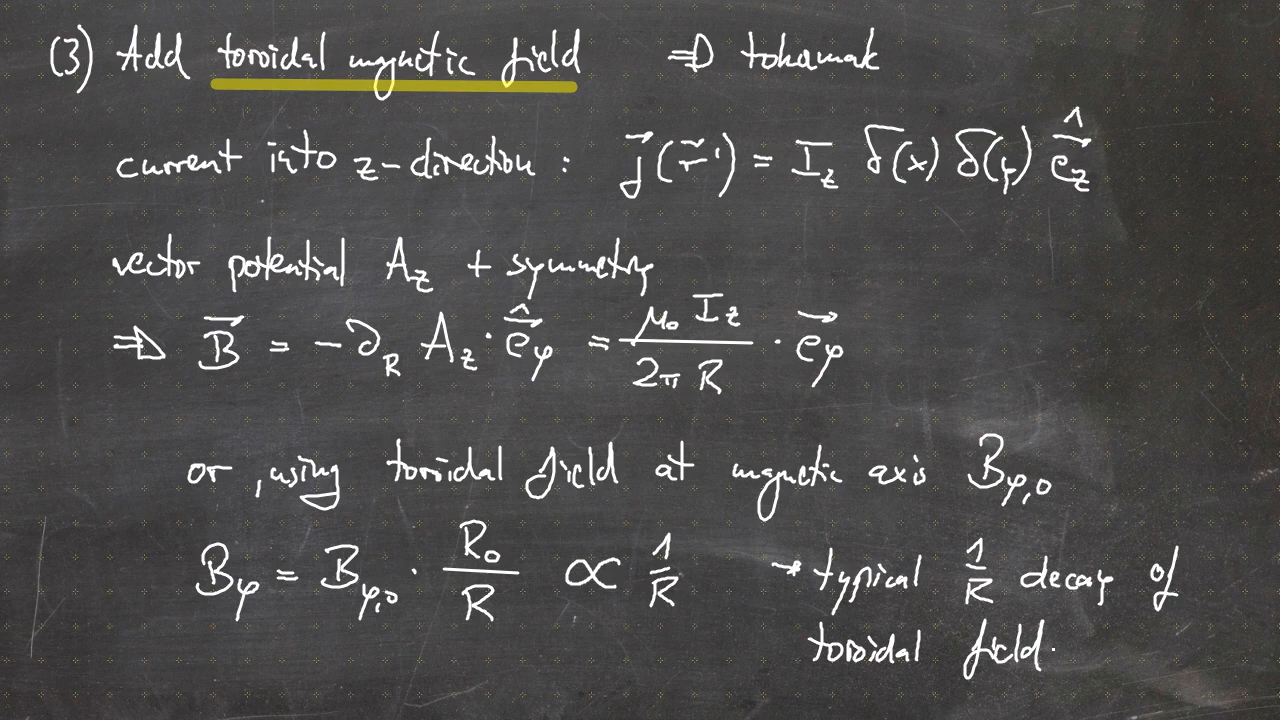 (3) Add toroidal magnetic field ⇒ tokamak
current into z-direction : j⃗(r⃗') = I_z δ(x) δ(y) ê_z
vector potential A_z + symmetry
⇒ B⃗ = -∂_R A_z · ê_φ = μ₀ I_z / 2π R · e⃗_φ
or, using toroidal field at magnetic axis B_φ,0
B_φ = B_φ,0 · R₀/R ∝ 1/R → typical 1/R decay of
toroidal field.